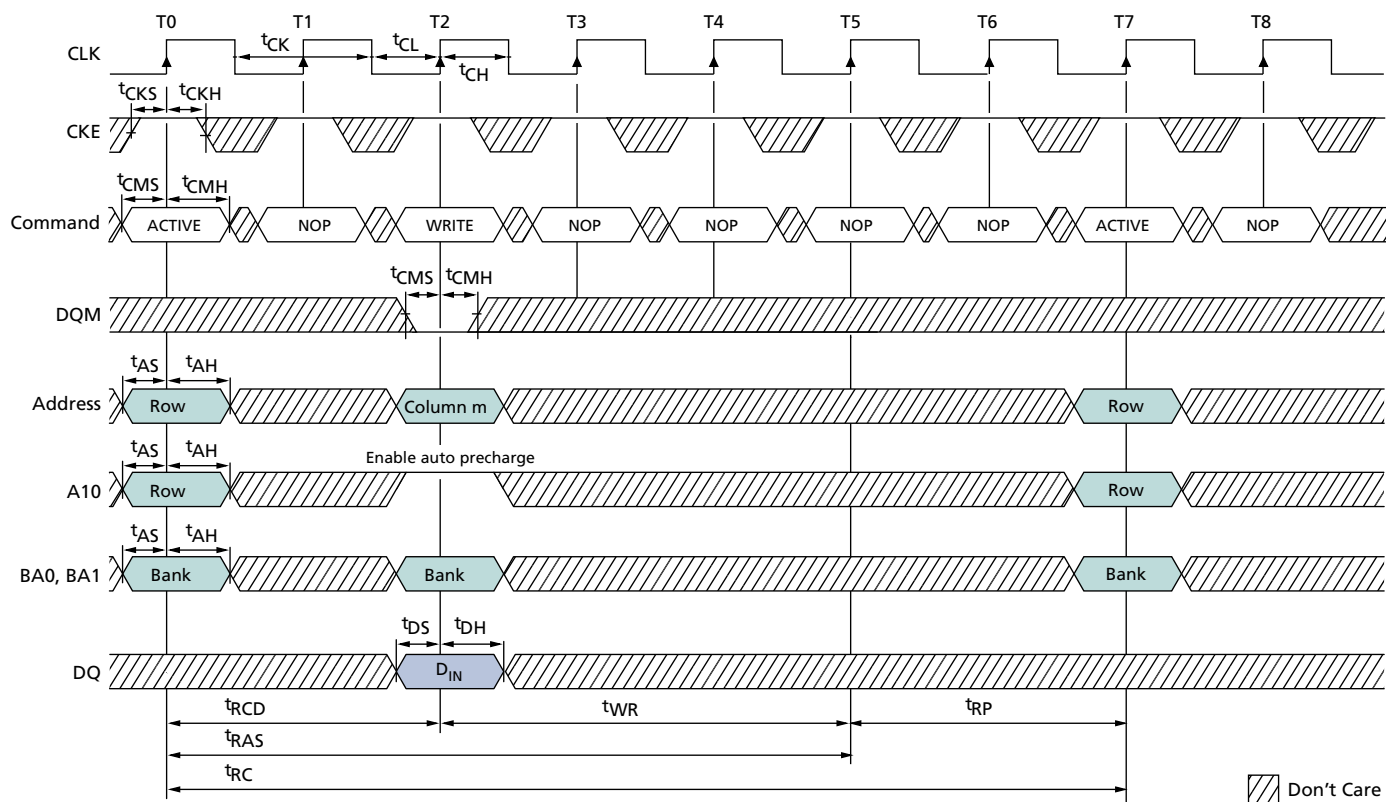 T0 T1 T2 T3 T4 T5 T6 T7 T8
CLK
tCK tCL
tCH
tCKS tCKH
CKE
tCMS tCMH
Command ACTIVE NOP WRITE NOP NOP NOP NOP ACTIVE NOP
tCMS tCMH
DQM
tAS tAH
Address Row Column m Row
tAS tAH Enable auto precharge
A10 Row Row
tAS tAH
BA0, BA1 Bank Bank Bank
tDS tDH
DQ DIN
tRCD tWR tRP
tRAS
tRC
Don't Care